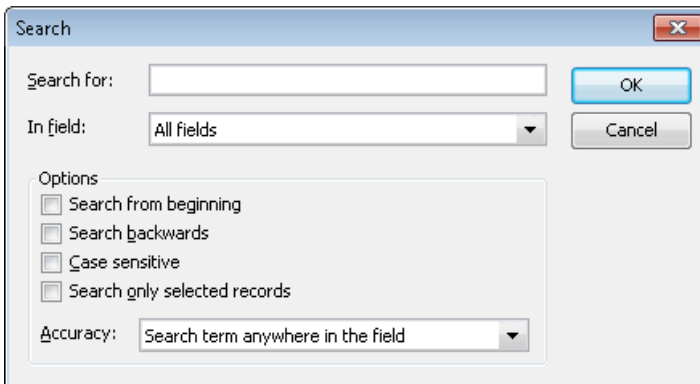 Search
Search for:
OK
In field:
All fields
Cancel
Options
Search from beginning
Search backwards
Case sensitive
Search only selected records
Accuracy:
Search term anywhere in the field